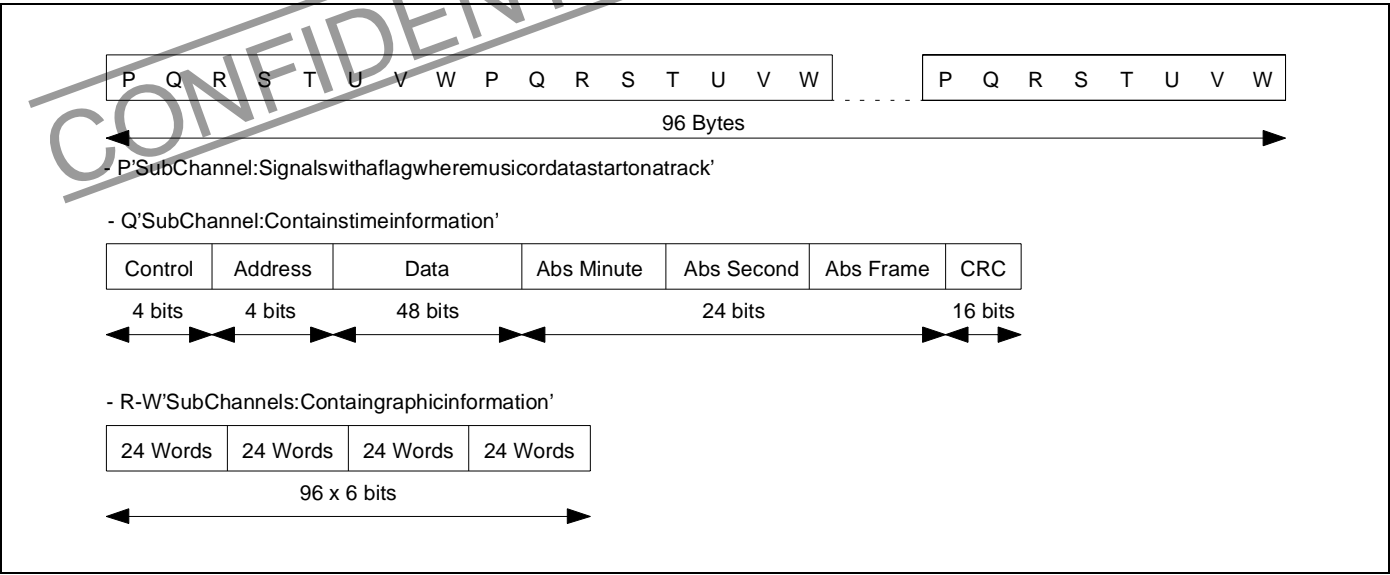 P Q R S T U V W P Q R S T U V W P Q R S T U V W
96 Bytes
- P’SubChannel:Signalswithaflagwheremusicordatastartonatrack’
- Q’SubChannel:Containstimeinformation’
Control Address Data Abs Minute Abs Second Abs Frame CRC
4 bits 4 bits 48 bits 24 bits 16 bits
- R-W’SubChannels:Containgraphicinformation’
24 Words 24 Words 24 Words 24 Words
96 x 6 bits